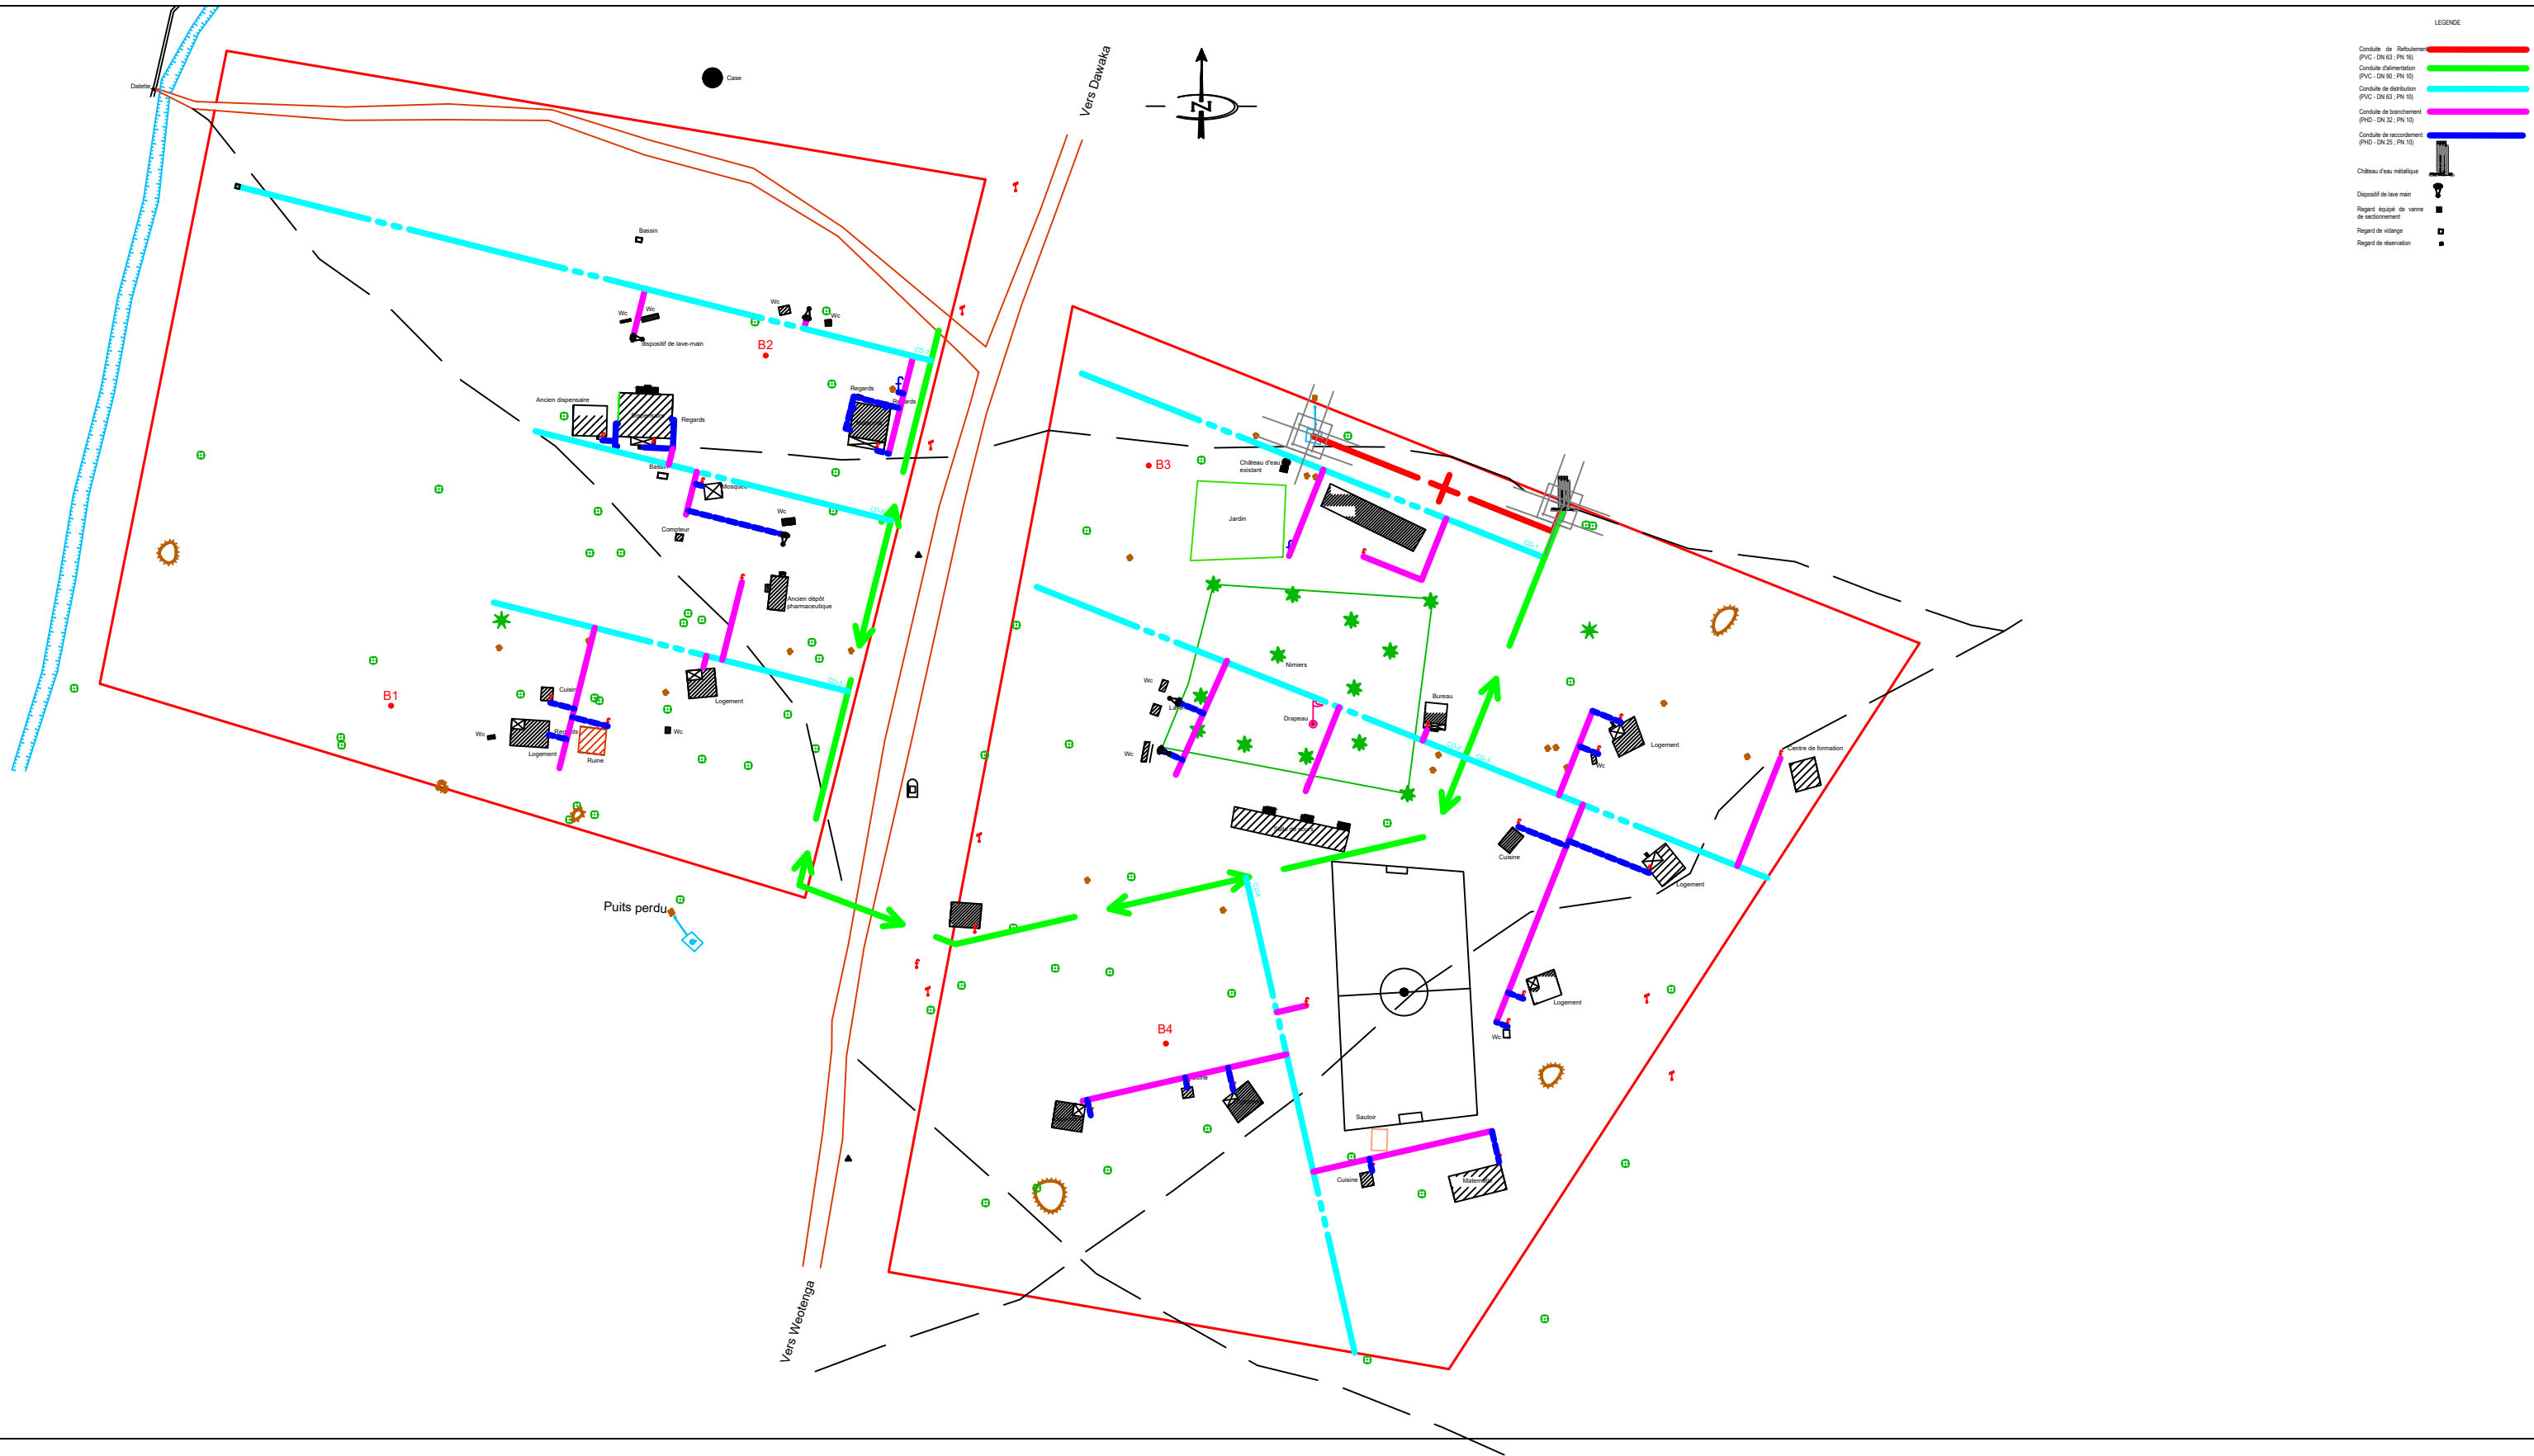 LEGENDE
Conduite de Refoulement
(PVC - DN 63 ; PN 16)
Conduite d'alimentation
(PVC - DN 90 ; PN 10)
Conduite de distribution
(PVC - DN 63 ; PN 10)
Conduite de branchement
(PHD - DN 32 ; PN 10)
Conduite de raccordement
(PHD - DN 25 ; PN 10)
Château d'eau métallique
Dispositif de lave main
Regard équipé de vanne
de sectionnement
Regard de vidange
Regard de réservation
Case
Vers Dawaka
N
Dalette
Bassin
Wc
Wc
Wc
Wc
dispositif de lave-main
B2
Ancien dispensaire
Regards
Regards
Regards
Bassin
Mosquée
Wc
Compteur
Ancien dépôt
pharmaceutique
B1
Cuisine
Logement
Wc
Regards
Logement
Ruine
Wc
Puits perdu
Vers Weotenga
B3
Château d'eau
existant
Jardin
CD-1
Nimiers
Wc
Wc
Drapeau
Bureau
Logement
Wc
Centre de formation
Cuisine
Logement
Logement
Wc
B4
Sautoir
Cuisine
Maternelle